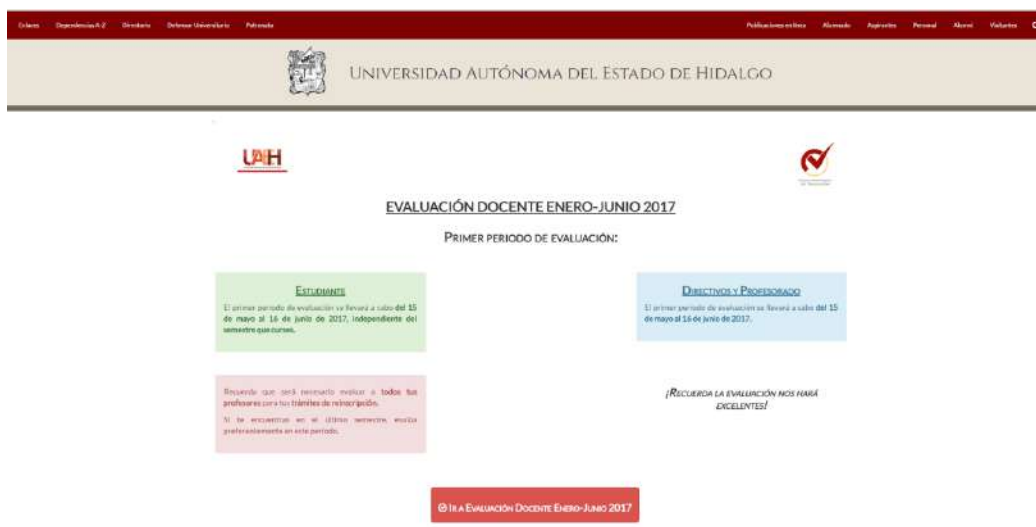 Enlaces Dependencias A-Z Directorio Defensor Universitario Patronato Publicaciones en línea Alumnado Aspirantes Personal Alumni Visitantes
UNIVERSIDAD AUTÓNOMA DEL ESTADO DE HIDALGO
UAEH
EVALUACIÓN DOCENTE ENERO-JUNIO 2017
PRIMER PERIODO DE EVALUACIÓN:
ESTUDIANTE
El primer periodo de evaluación se llevará a cabo del 15
de mayo al 16 de junio de 2017, independiente del
semestre que curses.
DIRECTIVOS Y PROFESORADO
El primer periodo de evaluación se llevará a cabo del 15
de mayo al 16 de junio de 2017.
Recuerda que será necesario evaluar a todos tus
profesores para tus trámites de reinscripción.
Si te encuentras en el último semestre, evalúa
preferentemente en este periodo.
¡RECUERDA LA EVALUACIÓN NOS HARÁ
EXCELENTES!
IR A EVALUACIÓN DOCENTE ENERO-JUNIO 2017